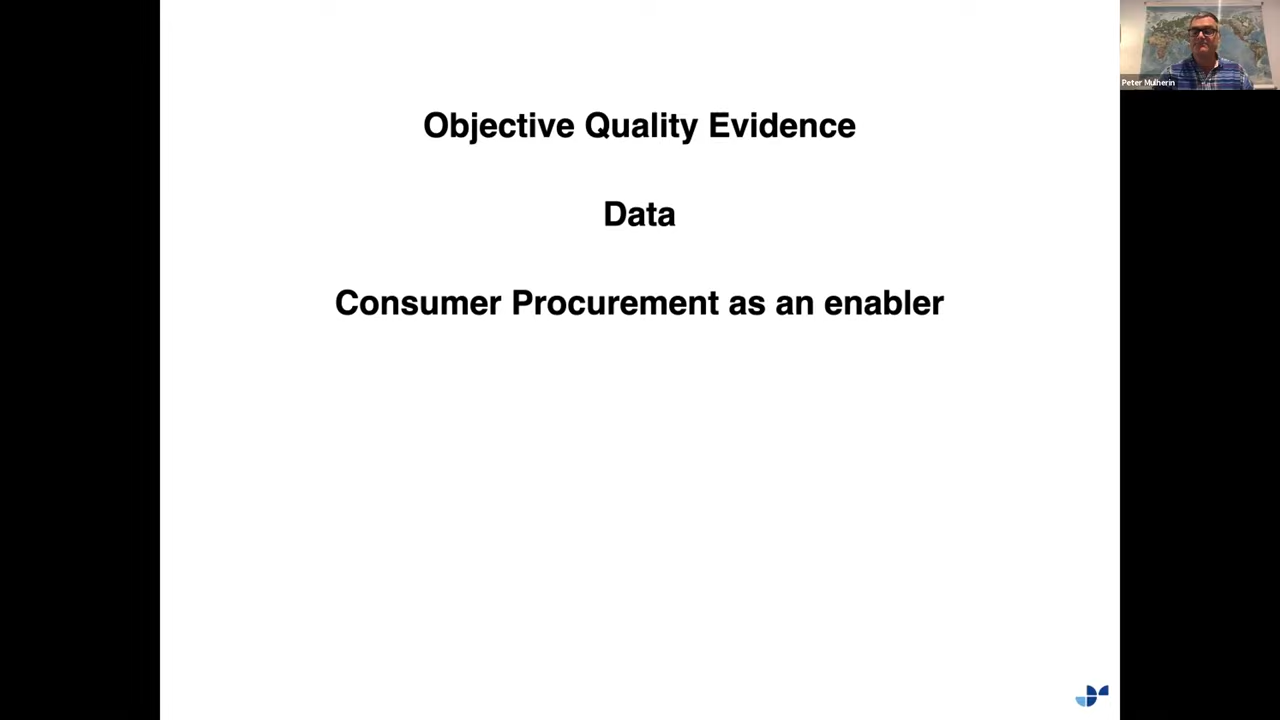 Objective Quality Evidence
Data
Consumer Procurement as an enabler
Peter Mulherin